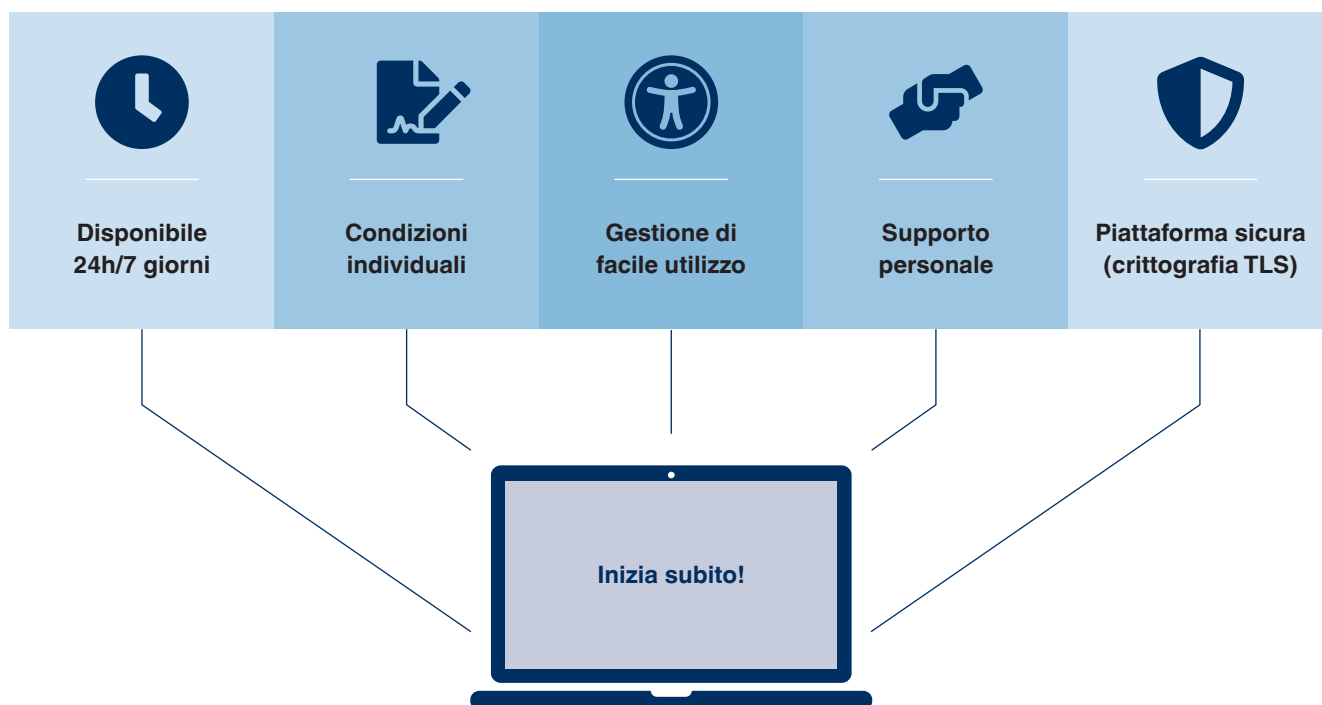 Disponibile
24h/7 giorni
Condizioni
individuali
Gestione di
facile utilizzo
Supporto
personale
Piattaforma sicura
(crittografia TLS)
Inizia subito!